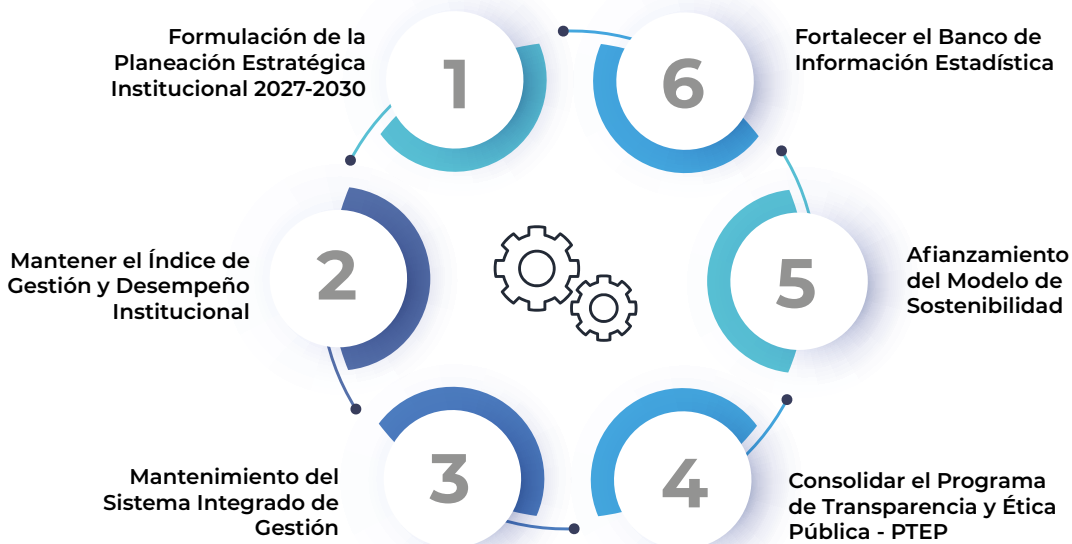 1
Formulación de la
Planeación Estratégica
Institucional 2027-2030
2
Mantener el Índice de
Gestión y Desempeño
Institucional
3
Mantenimiento del
Sistema Integrado de
Gestión
4
Consolidar el Programa
de Transparencia y Ética
Pública - PTEP
5
Afianzamiento
del Modelo de
Sostenibilidad
6
Fortalecer el Banco de
Información Estadística